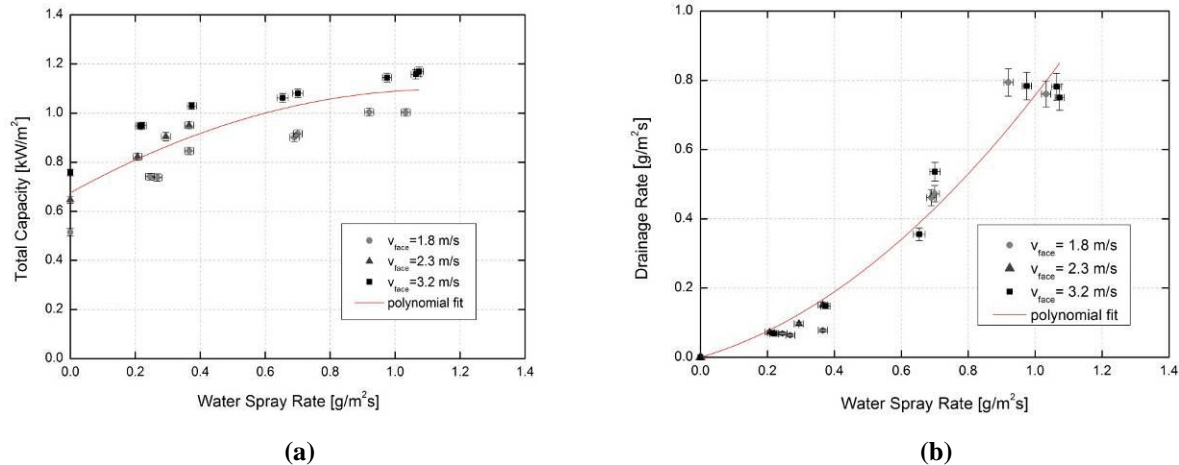 1.4
1.2
1.0
0.8
0.6
0.4
0.2
0.0
Total Capacity [kW/m²]
v_face=1.8 m/s
v_face=2.3 m/s
v_face=3.2 m/s
polynomial fit
0.0 0.2 0.4 0.6 0.8 1.0 1.2 1.4
Water Spray Rate [g/m²s]
(a)
1.0
0.8
0.6
0.4
0.2
0.0
Drainage Rate [g/m²s]
v_face= 1.8 m/s
v_face= 2.3 m/s
v_face= 3.2 m/s
polynomial fit
0.0 0.2 0.4 0.6 0.8 1.0 1.2 1.4
Water Spray Rate [g/m²s]
(b)